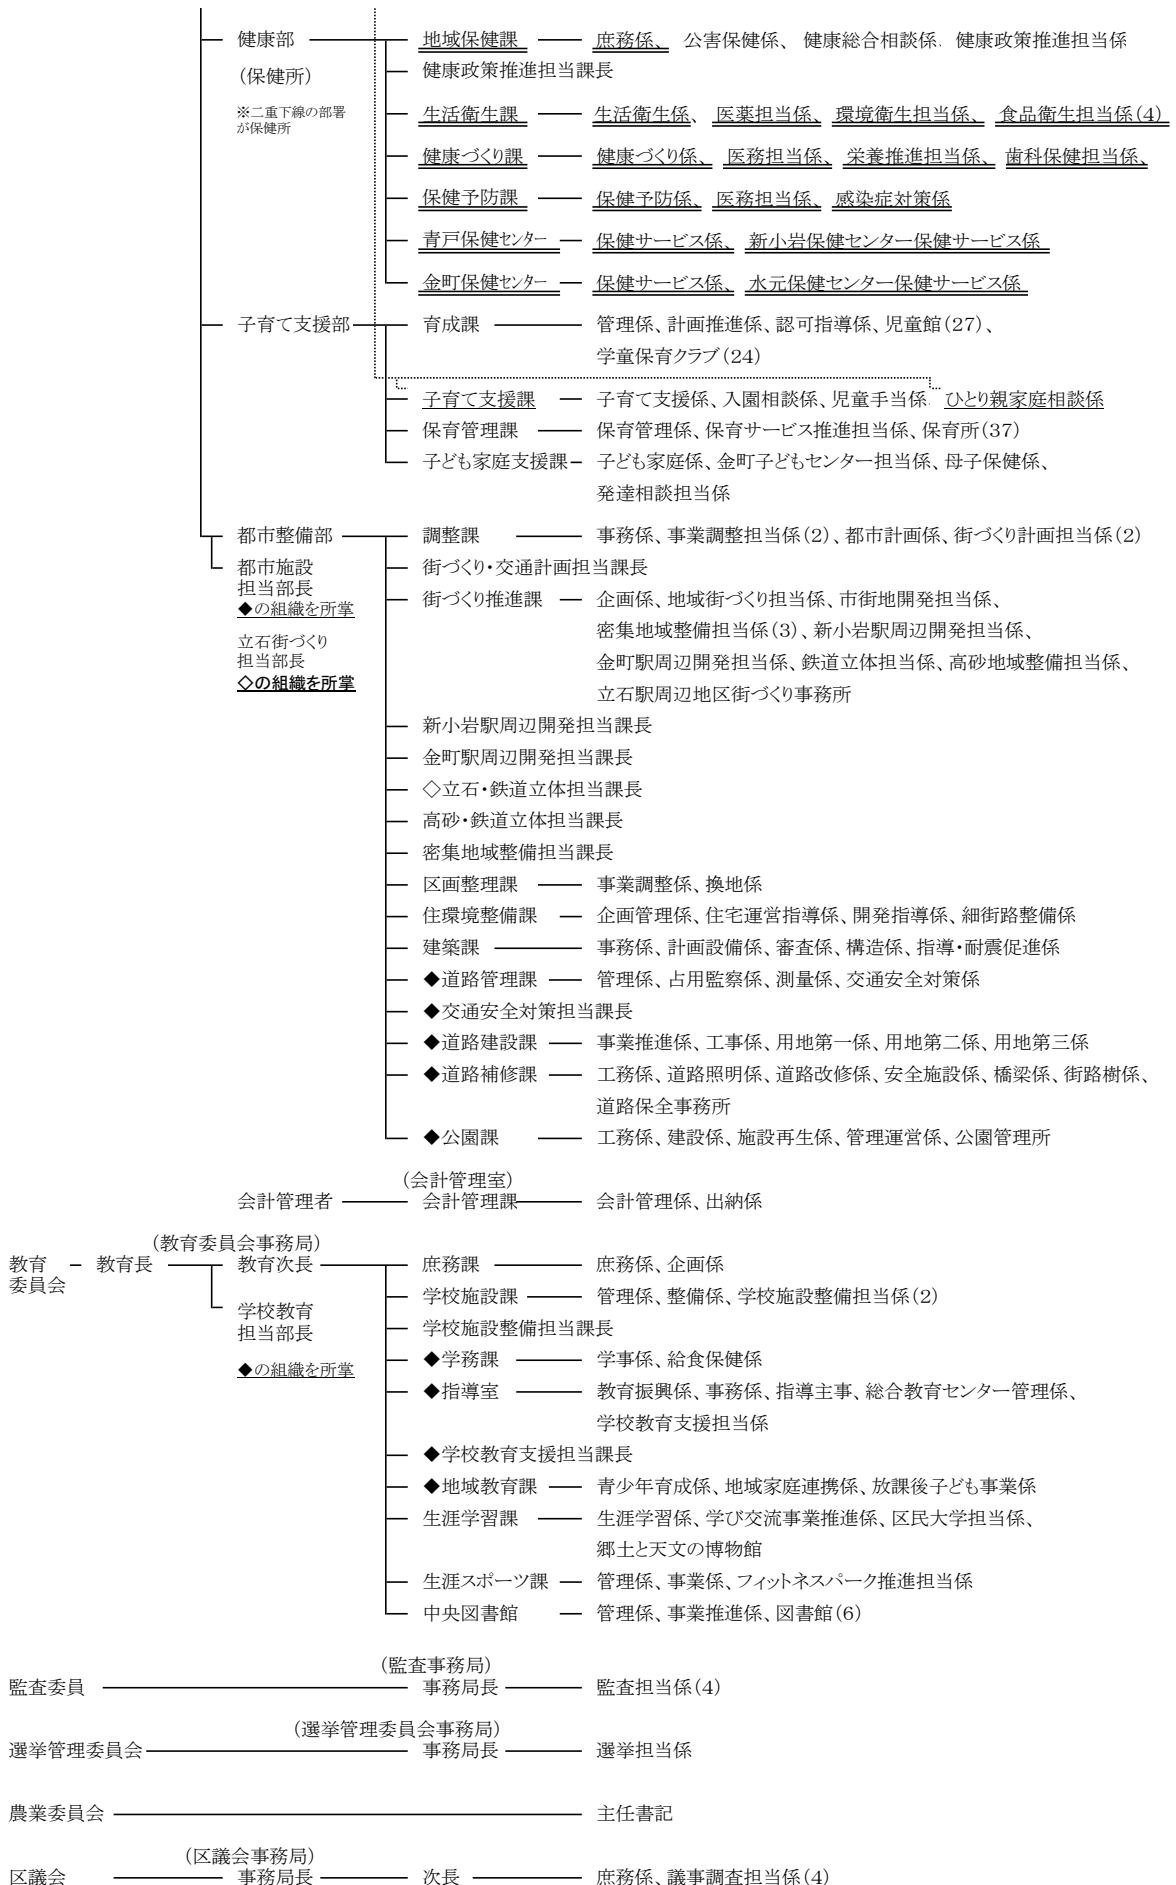 健康部 地域保健課 庶務係、 公害保健係、 健康総合相談係、 健康政策推進担当係
(保健所) 健康政策推進担当課長
※二重下線の部署
が保健所
生活衛生課 生活衛生係、 医薬担当係、 環境衛生担当係、 食品衛生担当係(4)
健康づくり課 健康づくり係、 医務担当係、 栄養推進担当係、 歯科保健担当係、
保健予防課 保健予防係、 医務担当係、 感染症対策係
青戸保健センター 保健サービス係、 新小岩保健センター保健サービス係
金町保健センター 保健サービス係、 水元保健センター保健サービス係
子育て支援部 育成課 管理係、計画推進係、認可指導係、児童館(27)、
学童保育クラブ(24)
子育て支援課 子育て支援係、入園相談係、児童手当係、 ひとり親家庭相談係
保育管理課 保育管理係、保育サービス推進担当係、保育所(37)
子ども家庭支援課 子ども家庭係、金町子どもセンター担当係、母子保健係、
発達相談担当係
都市整備部 調整課 事務係、事業調整担当係(2)、都市計画係、街づくり計画担当係(2)
都市施設
担当部長
◆の組織を所掌
立石街づくり
担当部長
◇の組織を所掌
街づくり・交通計画担当課長
街づくり推進課 企画係、地域街づくり担当係、市街地開発担当係、
密集地域整備担当係(3)、新小岩駅周辺開発担当係、
金町駅周辺開発担当係、鉄道立体担当係、高砂地域整備担当係、
立石駅周辺地区街づくり事務所
新小岩駅周辺開発担当課長
金町駅周辺開発担当課長
◇立石・鉄道立体担当課長
高砂・鉄道立体担当課長
密集地域整備担当課長
区画整理課 事業調整係、換地係
住環境整備課 企画管理係、住宅運営指導係、開発指導係、細街路整備係
建築課 事務係、計画設備係、審査係、構造係、指導・耐震促進係
◆道路管理課 管理係、占用監察係、測量係、交通安全対策係
◆交通安全対策担当課長
◆道路建設課 事業推進係、工事係、用地第一係、用地第二係、用地第三係
◆道路補修課 工務係、道路照明係、道路改修係、安全施設係、橋梁係、街路樹係、
道路保全事務所
◆公園課 工務係、建設係、施設再生係、管理運営係、公園管理所
(会計管理室)
会計管理者 会計管理課 会計管理係、出納係
(教育委員会事務局)
教育
委員会
教育長 教育次長 庶務課 庶務係、企画係
学校教育
担当部長
◆の組織を所掌
学校施設課 管理係、整備係、学校施設整備担当係(2)
学校施設整備担当課長
◆学務課 学事係、給食保健係
◆指導室 教育振興係、事務係、指導主事、総合教育センター管理係、
学校教育支援担当係
◆学校教育支援担当課長
◆地域教育課 青少年育成係、地域家庭連携係、放課後子ども事業係
生涯学習課 生涯学習係、学び交流事業推進係、区民大学担当係、
郷土と天文の博物館
生涯スポーツ課 管理係、事業係、フィットネスパーク推進担当係
中央図書館 管理係、事業推進係、図書館(6)
(監査事務局)
監査委員 事務局長 監査担当係(4)
(選挙管理委員会事務局)
選挙管理委員会 事務局長 選挙担当係
農業委員会 主任書記
(区議会事務局)
区議会 事務局長 次長 庶務係、議事調査担当係(4)